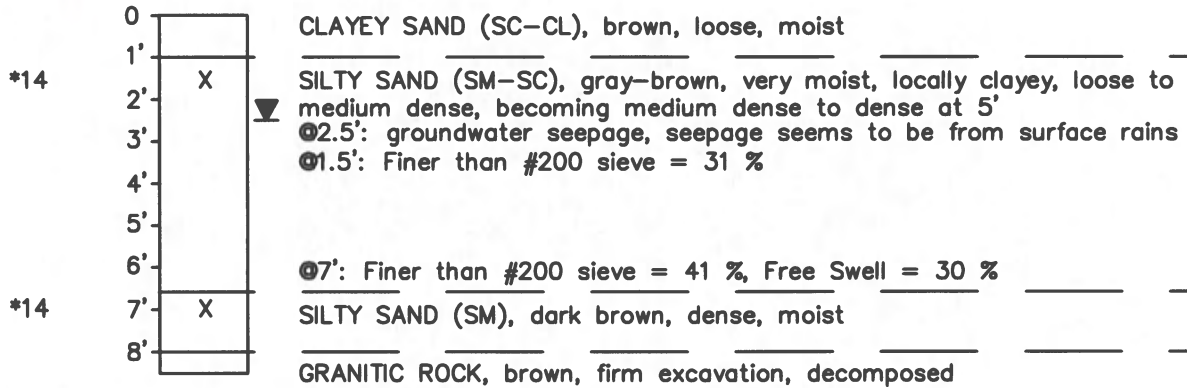 0 CLAYEY SAND (SC-CL), brown, loose, moist
1'
*14 X SILTY SAND (SM-SC), gray-brown, very moist, locally clayey, loose to
2' medium dense, becoming medium dense to dense at 5'
3' @2.5': groundwater seepage, seepage seems to be from surface rains
@1.5': Finer than #200 sieve = 31 %
4'
5'
6' @7': Finer than #200 sieve = 41 %, Free Swell = 30 %
*14 7' X SILTY SAND (SM), dark brown, dense, moist
8'
GRANITIC ROCK, brown, firm excavation, decomposed